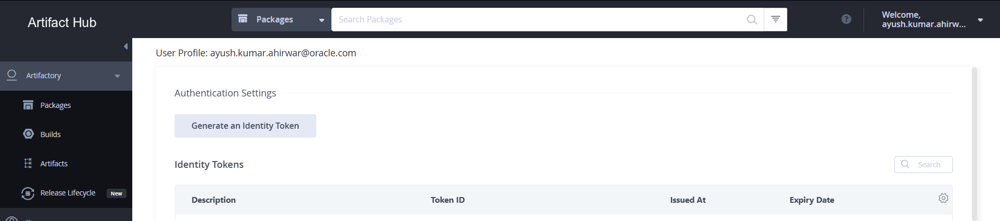 Artifact Hub
Packages
Search Packages
?
Welcome,
ayush.kumar.ahirw...
User Profile: ayush.kumar.ahirwar@oracle.com
Artifactory
Packages
Builds
Artifacts
Release Lifecycle New
Authentication Settings
Generate an Identity Token
Identity Tokens
Search
Description Token ID Issued At Expiry Date